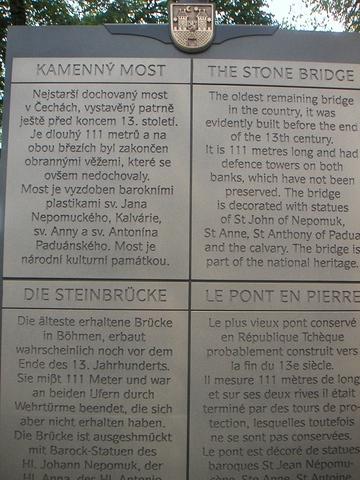 KAMENNÝ MOST
Nejstarší dochovaný most
v Čechách, vystavěný patrně
ještě před koncem 13. století.
Je dlouhý 111 metrů a na
obou březích byl zakončen
obrannými věžemi, které se
ovšem nedochovaly.
Most je vyzdoben barokními
plastikami sv. Jana
Nepomuckého, Kalvárie,
sv. Anny a sv. Antonína
Paduánského. Most je
národní kulturní památkou.
THE STONE BRIDGE
The oldest remaining bridge
in the country, it was
evidently built before the end
of the 13th century.
It is 111 metres long and had
defence towers on both
banks, which have not been
preserved. The bridge
is decorated with statues
of St John of Nepomuk,
St Anne, St Anthony of Padua
and the calvary. The bridge is
part of the national heritage.
DIE STEINBRÜCKE
Die älteste erhaltene Brücke
in Böhmen, erbaut
wahrscheinlich noch vor dem
Ende des 13. Jahrhunderts.
Sie mißt 111 Meter und war
an beiden Ufern durch
Wehrtürme beendet, die sich
aber nicht erhalten haben.
Die Brücke ist ausgeschmückt
mit Barock-Statuen des
Hl. Johann Nepomuk, der
Hl. Anna, des Hl. Antonio
LE PONT EN PIERRE
Le plus vieux pont conservé
en République Tchèque
probablement construit vers
la fin du 13e siècle.
Il mesure 111 mètres de long
et sur ses deux rives il était
terminé par des tours de pro-
tection, lesquelles toutefois
ne se sont pas conservées.
Le pont est décoré de statues
baroques St Jean Népomu-
Ste Anne, St Antoine